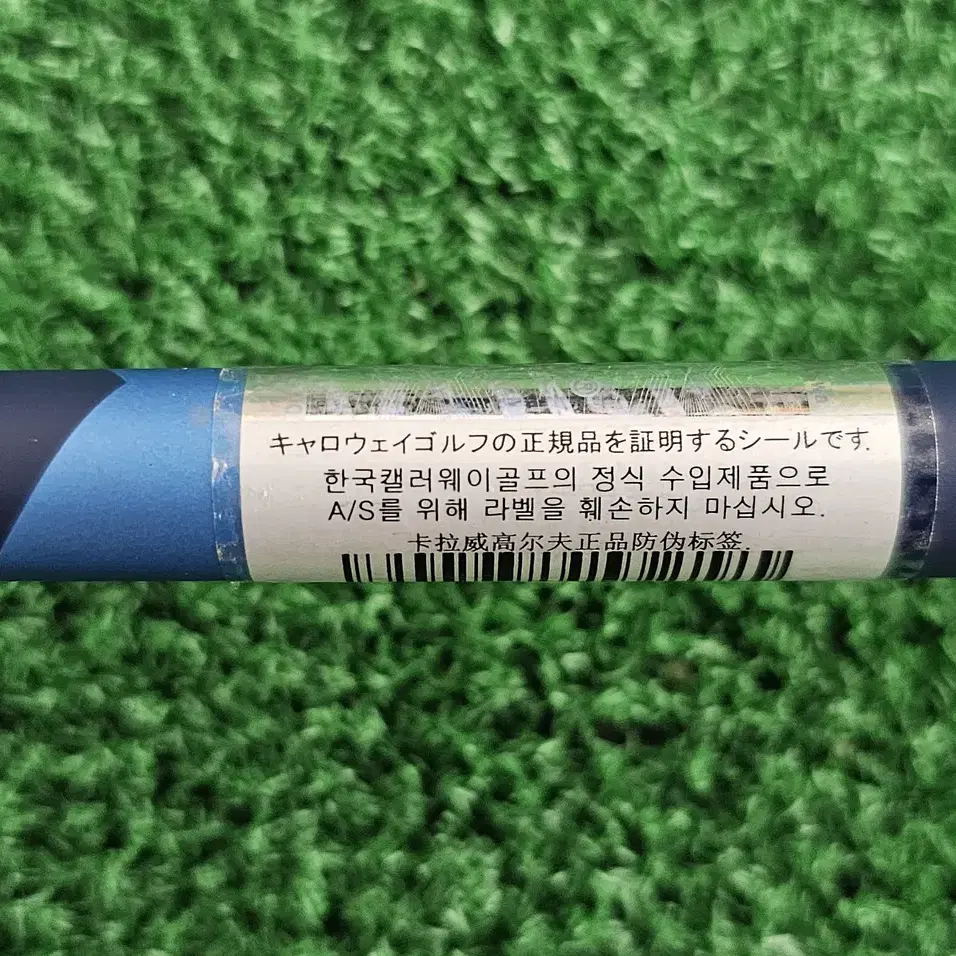 キャロウェイゴルフの正規品を証明するシールです.
한국캘러웨이골프의 정식 수입제품으로
A/S를 위해 라벨을 훼손하지 마십시오.
卡拉威高尔夫正品防伪标签.